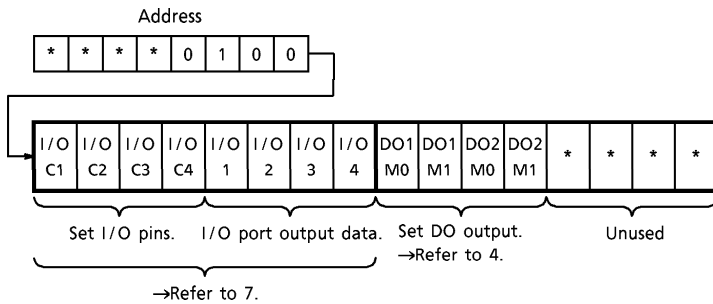 Address
* * * * 0 1 0 0
I/O I/O I/O I/O I/O I/O I/O I/O DO1 DO1 DO2 DO2 * * * *
C1 C2 C3 C4 1 2 3 4 M0 M1 M0 M1
Set I/O pins. I/O port output data. Set DO output. Unused
→Refer to 4.
→Refer to 7.